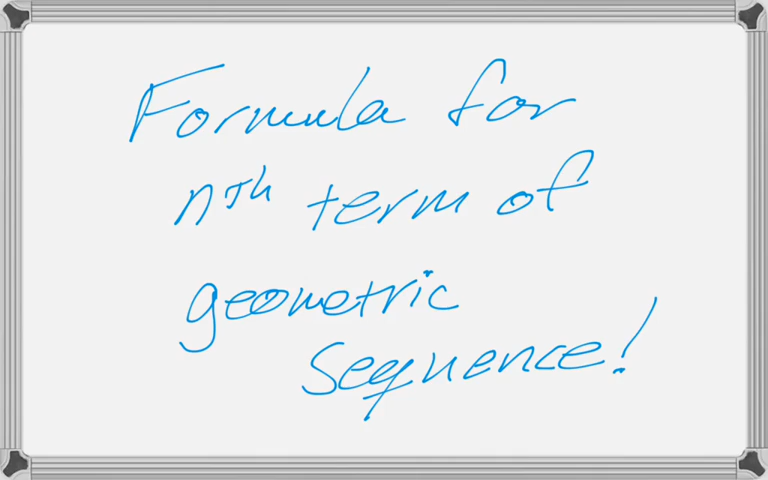 Formula for
nth term of
geometric
sequence!